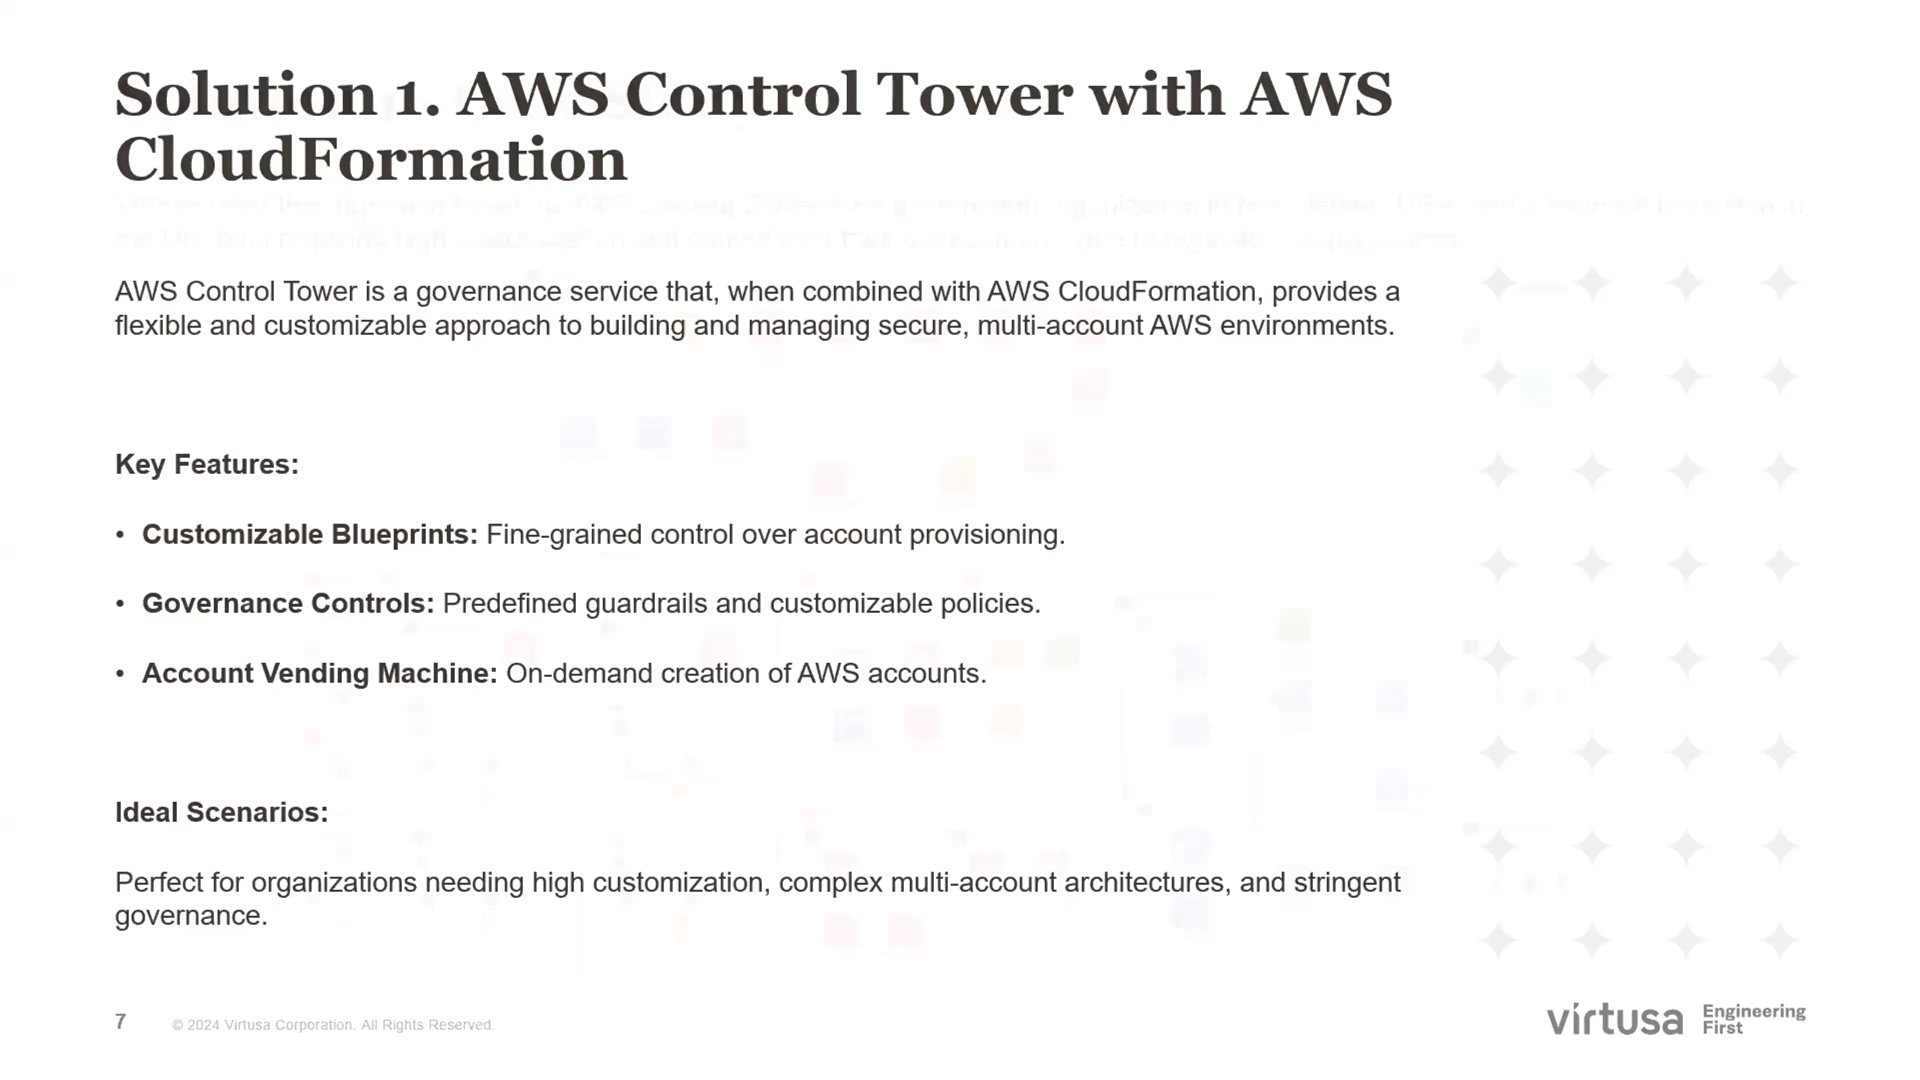 Solution 1. AWS Control Tower with AWS
CloudFormation
AWS Control Tower is a governance service that, when combined with AWS CloudFormation, provides a
flexible and customizable approach to building and managing secure, multi-account AWS environments.
Key Features:
• Customizable Blueprints: Fine-grained control over account provisioning.
• Governance Controls: Predefined guardrails and customizable policies.
• Account Vending Machine: On-demand creation of AWS accounts.
Ideal Scenarios:
Perfect for organizations needing high customization, complex multi-account architectures, and stringent
governance.
7 © 2024 Virtusa Corporation. All Rights Reserved.
virtusa Engineering
First